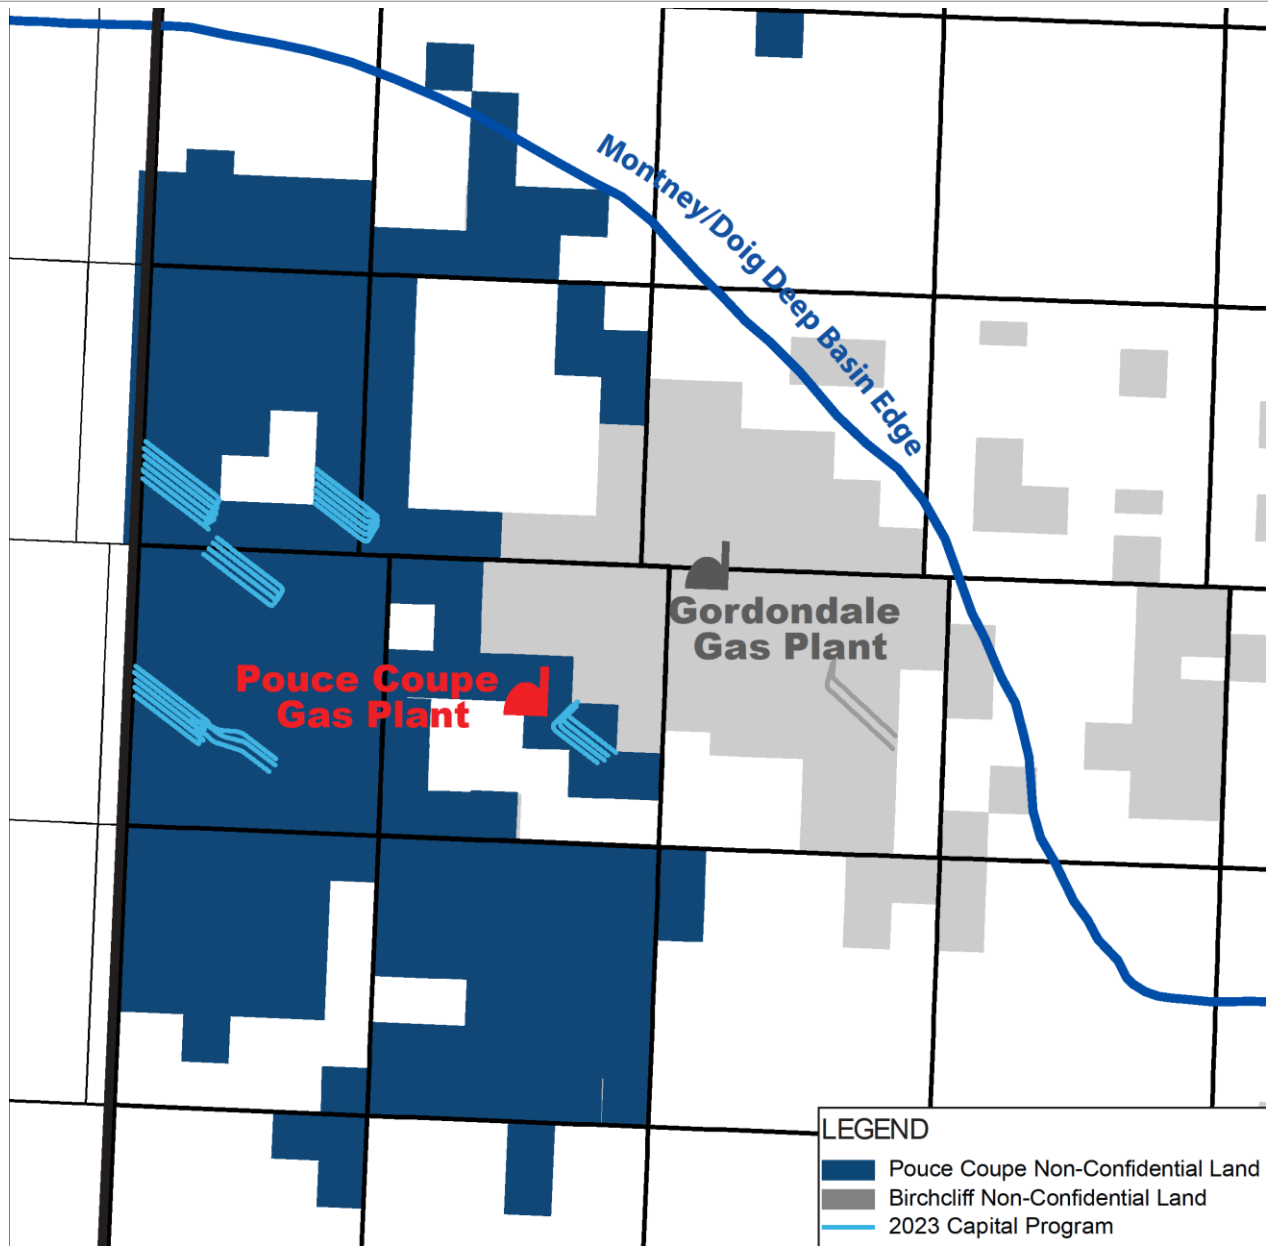 Montney/Doig Deep Basin Edge
Gordondale
Gas Plant
Pouce Coupe
Gas Plant
LEGEND
Pouce Coupe Non-Confidential Land
Birchcliff Non-Confidential Land
2023 Capital Program